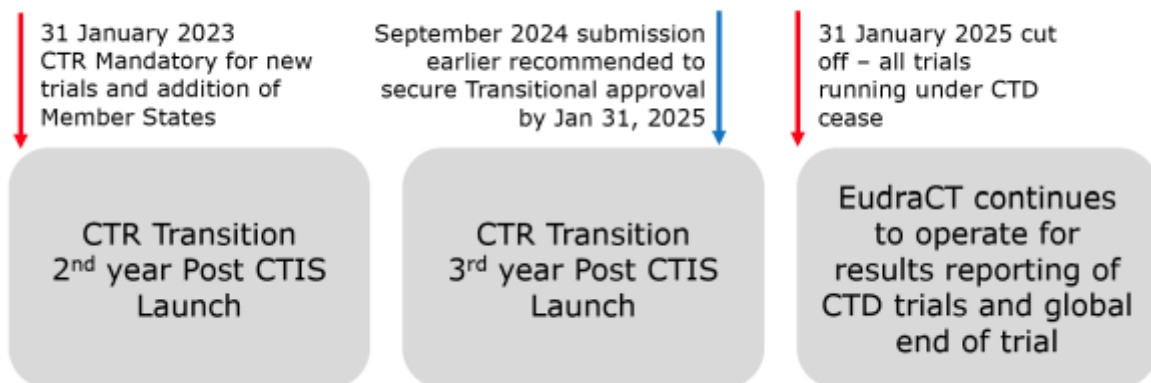 31 January 2023
CTR Mandatory for new
trials and addition of
Member States
September 2024 submission
earlier recommended to
secure Transitional approval
by Jan 31, 2025
31 January 2025 cut
off – all trials
running under CTD
cease
CTR Transition
2nd year Post CTIS
Launch
CTR Transition
3rd year Post CTIS
Launch
EudraCT continues
to operate for
results reporting of
CTD trials and global
end of trial